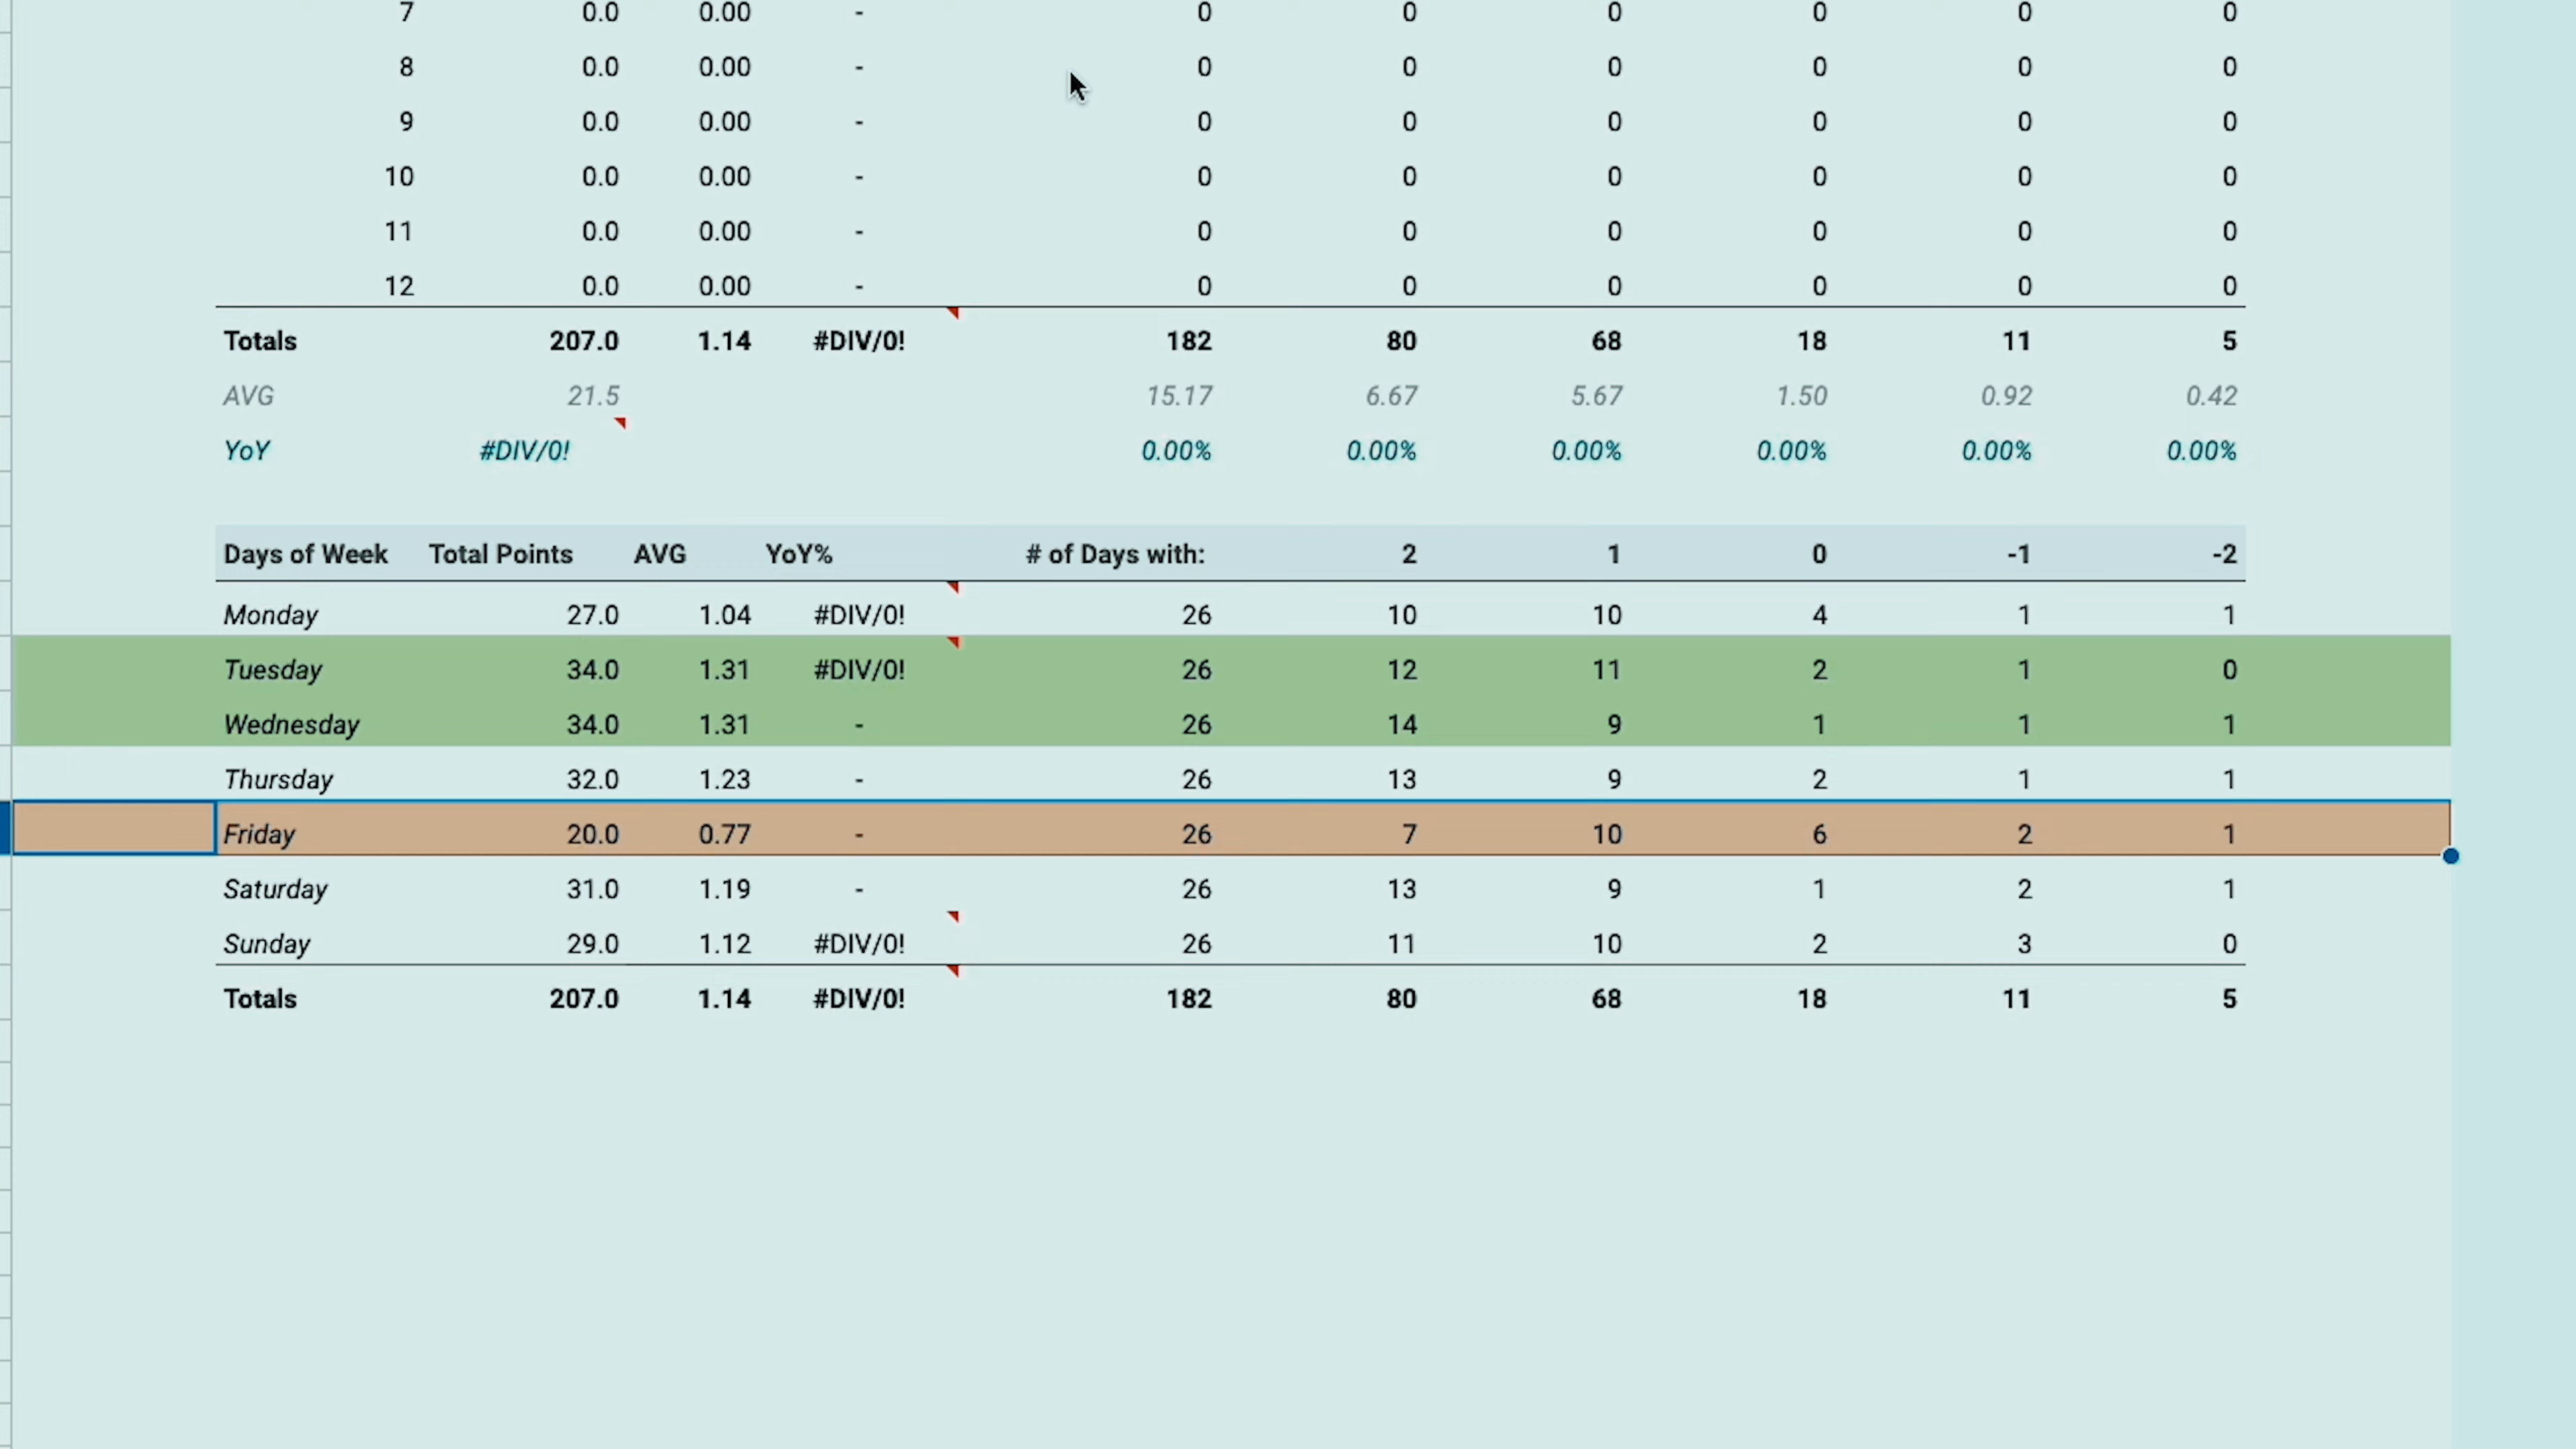 7 0.0 0.00 - 0 0 0 0 0 0
8 0.0 0.00 - 0 0 0 0 0 0
9 0.0 0.00 - 0 0 0 0 0 0
10 0.0 0.00 - 0 0 0 0 0 0
11 0.0 0.00 - 0 0 0 0 0 0
12 0.0 0.00 - 0 0 0 0 0 0
Totals 207.0 1.14 #DIV/0! 182 80 68 18 11 5
AVG 21.5 15.17 6.67 5.67 1.50 0.92 0.42
YoY #DIV/0! 0.00% 0.00% 0.00% 0.00% 0.00% 0.00%
Days of Week Total Points AVG YoY% # of Days with: 2 1 0 -1 -2
Monday 27.0 1.04 #DIV/0! 26 10 10 4 1 1
Tuesday 34.0 1.31 #DIV/0! 26 12 11 2 1 0
Wednesday 34.0 1.31 - 26 14 9 1 1 1
Thursday 32.0 1.23 - 26 13 9 2 1 1
Friday 20.0 0.77 - 26 7 10 6 2 1
Saturday 31.0 1.19 - 26 13 9 1 2 1
Sunday 29.0 1.12 #DIV/0! 26 11 10 2 3 0
Totals 207.0 1.14 #DIV/0! 182 80 68 18 11 5